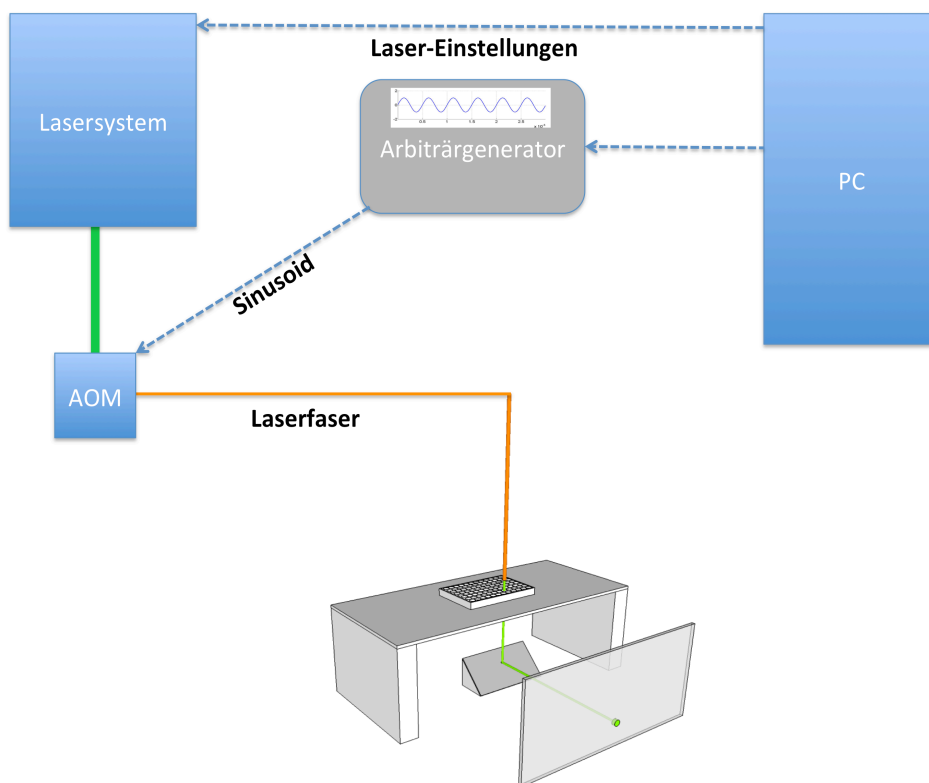 Laser-Einstellungen
Lasersystem
Arbiträrgenerator
PC
Sinusoid
AOM
Laserfaser